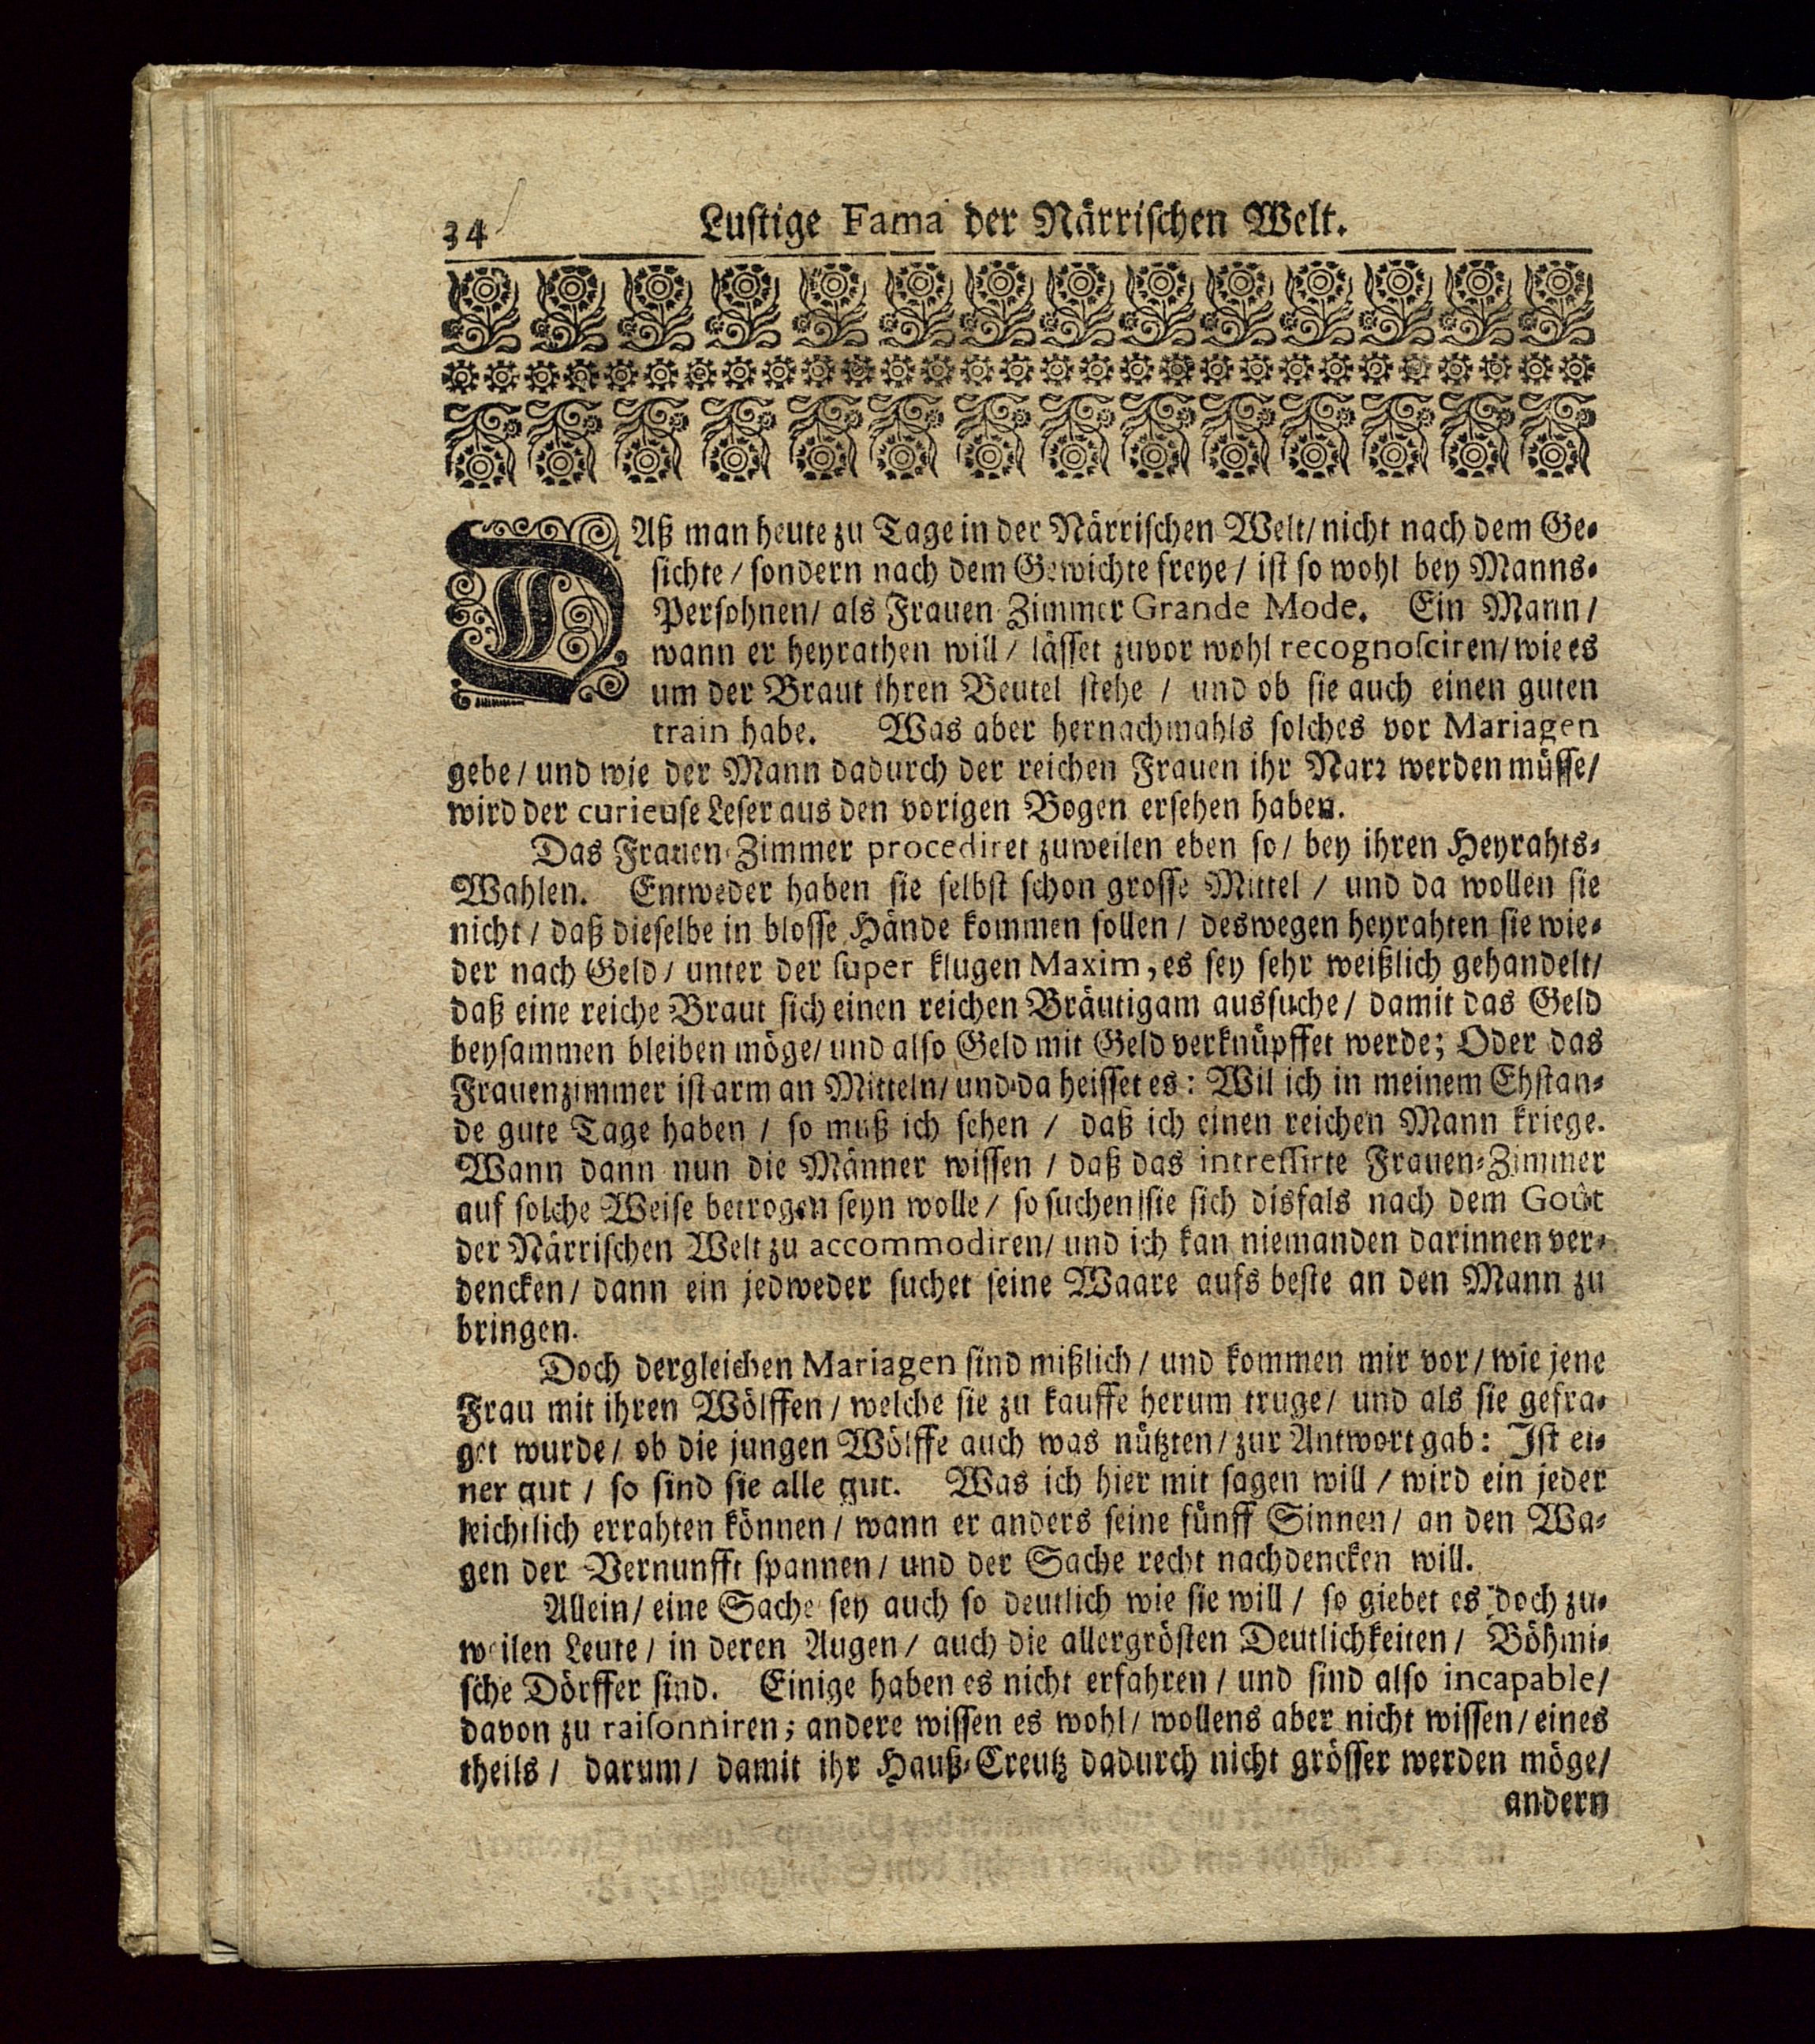 34 Lustige Fama der Närrischen Welt.
DAß man heute zu Tage in der Närrischen Welt/ nicht nach dem Ge-
sichte/ sondern nach dem Gewichte freye/ ist so wohl bey Manns-
Persohnen/ als Frauen-Zimmer Grande Mode. Ein Mann/
wann er heyrathen will/ lässet zuvor wohl recognosciren/ wie es
um der Braut ihren Beutel stehe/ und ob sie auch einen guten
train habe. Was aber hernachmahls solches vor Mariagen
gebe/ und wie der Mann dadurch der reichen Frauen ihr Narr werden müsse/
wird der curieuse Leser aus den vorigen Bogen ersehen haben.
Das Frauen-Zimmer procediret zuweilen eben so/ bey ihren Heyrahts-
Wahlen. Entweder haben sie selbst schon grosse Mittel/ und da wollen sie
nicht/ daß dieselbe in blosse Hände kommen sollen/ deswegen heyrahten sie wie-
der nach Geld/ unter der super klugen Maxim, es sey sehr weißlich gehandelt/
daß eine reiche Braut sich einen reichen Bräutigam aussuche/ damit das Geld
beysammen bleiben möge/ und also Geld mit Geld verknüpffet werde; Oder das
Frauenzimmer ist arm an Mitteln/ und da heisset es: Wil ich in meinem Ehstan-
de gute Tage haben/ so muß ich sehen/ daß ich einen reichen Mann kriege.
Wann dann nun die Männer wissen/ daß das intressirte Frauen-Zimmer
auf solche Weise betrogen seyn wolle/ so suchen sie sich disfals nach dem Goût
der Närrischen Welt zu accommodiren/ und ich kan niemanden darinnen ver-
dencken/ dann ein jedweder suchet seine Waare aufs beste an den Mann zu
bringen.
Doch dergleichen Mariagen sind mißlich/ und kommen mir vor/ wie jene
Frau mit ihren Wölffen/ welche sie zu kauffe herum truge/ und als sie gefra-
get wurde/ ob die jungen Wölffe auch was nützten/ zur Antwort gab: Ist ei-
ner gut/ so sind sie alle gut. Was ich hier mit sagen will/ wird ein jeder
leichtlich errahten können/ wann er anders seine fünff Sinnen/ an den Wa-
gen der Vernunfft spannen/ und der Sache recht nachdencken will.
Allein/ eine Sache sey auch so deutlich wie sie will/ so giebet es doch zu-
weilen Leute/ in deren Augen/ auch die allergrösten Deutlichkeiten/ Böhmi-
sche Dörffer sind. Einige haben es nicht erfahren/ und sind also incapable/
davon zu raisonniren; andere wissen es wohl/ wollens aber nicht wissen/ eines
theils/ darum/ damit ihr Hauß-Creutz dadurch nicht grösser werden möge/
andern